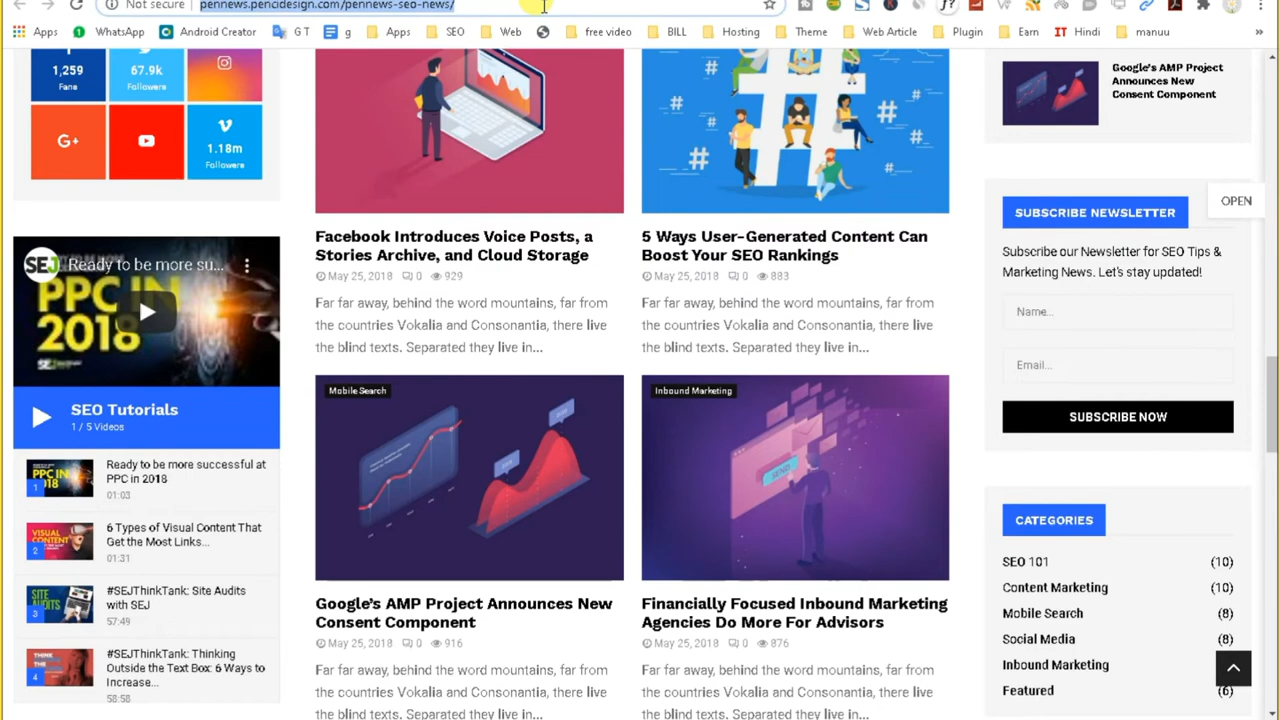 Not secure
pennews.pencidesign.com/pennews-seo-news/
Apps
WhatsApp
Android Creator
G T
g
Apps
SEO
Web
free video
BILL
Hosting
Theme
Web Article
Plugin
Earn
IT Hindi
manuu
»
1,259
Fans
67.9k
Followers
G+
1.18m
Followers
SEJ
Ready to be more su...
PPC IN
2018
SEO Tutorials
1 / 5 Videos
1
Ready to be more successful at
PPC in 2018
01:03
2
6 Types of Visual Content That
Get the Most Links...
01:31
3
#SEJThinkTank: Site Audits
with SEJ
57:49
4
#SEJThinkTank: Thinking
Outside the Text Box: 6 Ways to
Increase...
58:58
Facebook Introduces Voice Posts, a
Stories Archive, and Cloud Storage
May 25, 2018 0 929
Far far away, behind the word mountains, far from
the countries Vokalia and Consonantia, there live
the blind texts. Separated they live in...
5 Ways User-Generated Content Can
Boost Your SEO Rankings
May 25, 2018 0 883
Far far away, behind the word mountains, far from
the countries Vokalia and Consonantia, there live
the blind texts. Separated they live in...
Mobile Search
Google's AMP Project Announces New
Consent Component
May 25, 2018 0 916
Far far away, behind the word mountains, far from
the countries Vokalia and Consonantia, there live
the blind texts. Separated they live in...
Inbound Marketing
SEND
Financially Focused Inbound Marketing
Agencies Do More For Advisors
May 25, 2018 0 876
Far far away, behind the word mountains, far from
the countries Vokalia and Consonantia, there live
the blind texts. Separated they live in...
Google's AMP Project
Announces New
Consent Component
OPEN
SUBSCRIBE NEWSLETTER
Subscribe our Newsletter for SEO Tips &
Marketing News. Let's stay updated!
Name...
Email...
SUBSCRIBE NOW
CATEGORIES
SEO 101 (10)
Content Marketing (10)
Mobile Search (8)
Social Media (8)
Inbound Marketing
Featured (6)